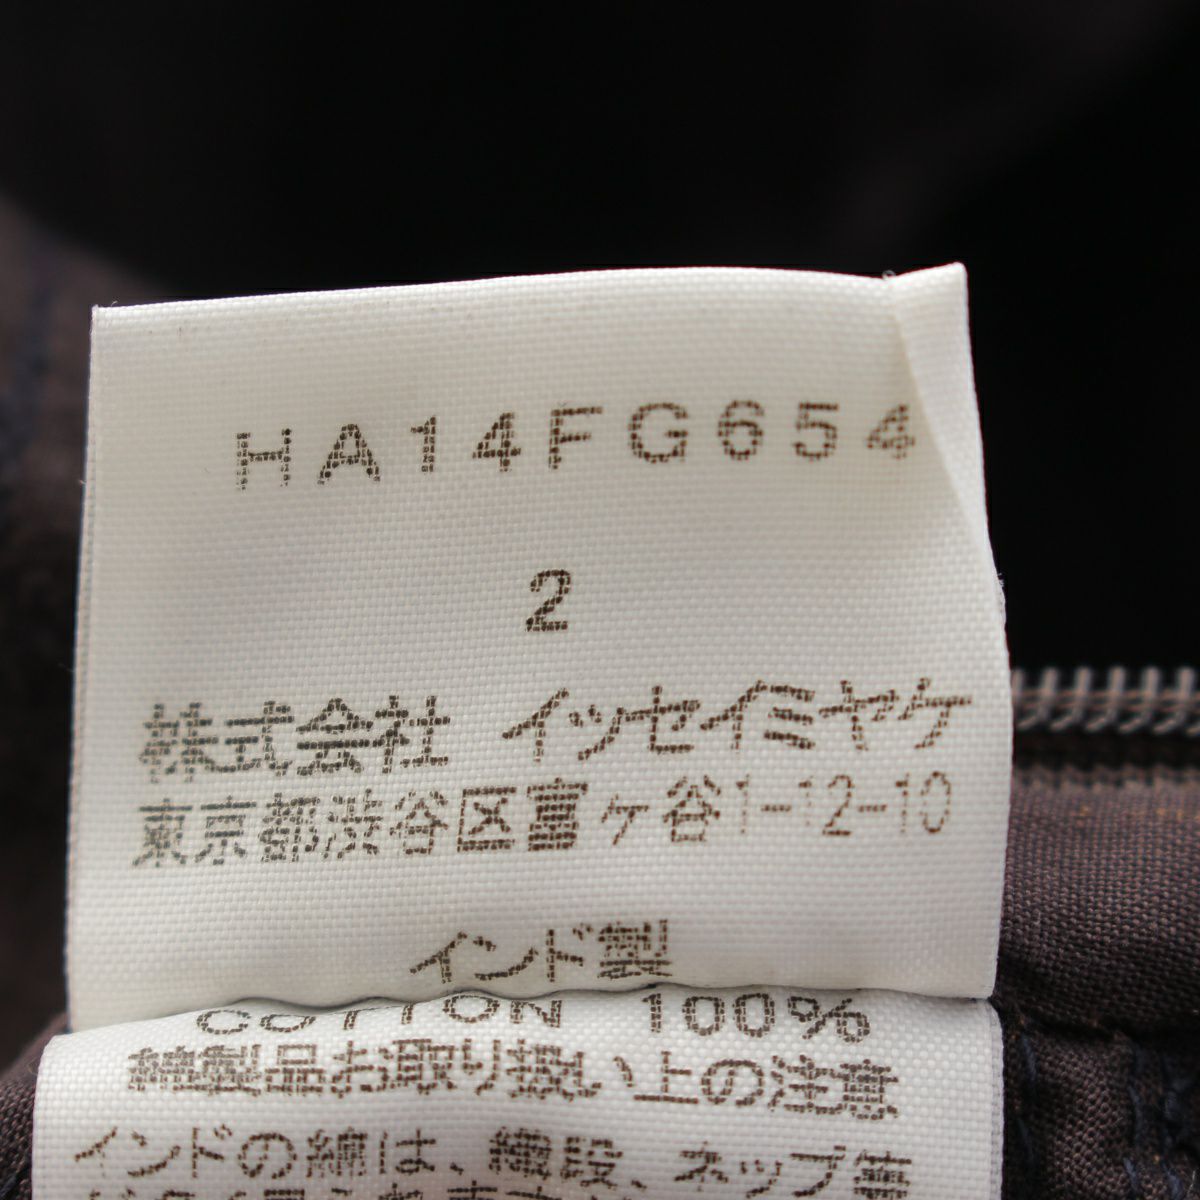 HA14FG654
2
株式会社 イッセイミヤケ
東京都渋谷区富ヶ谷1-12-10
インド製
COTTON 100%
綿製品お取り扱い上の注意
インドの綿は、織段、ネップ等